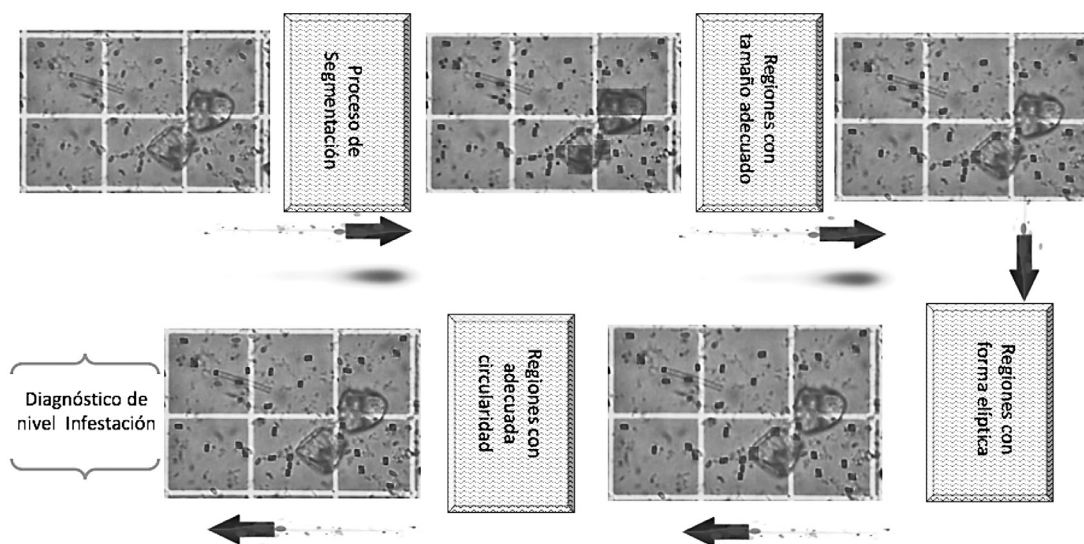 Proceso de
Segmentación
Regiones con
tamaño adecuado
Regiones con
forma elíptica
Regiones con
adecuada
circularidad
Diagnóstico de
nivel Infestación